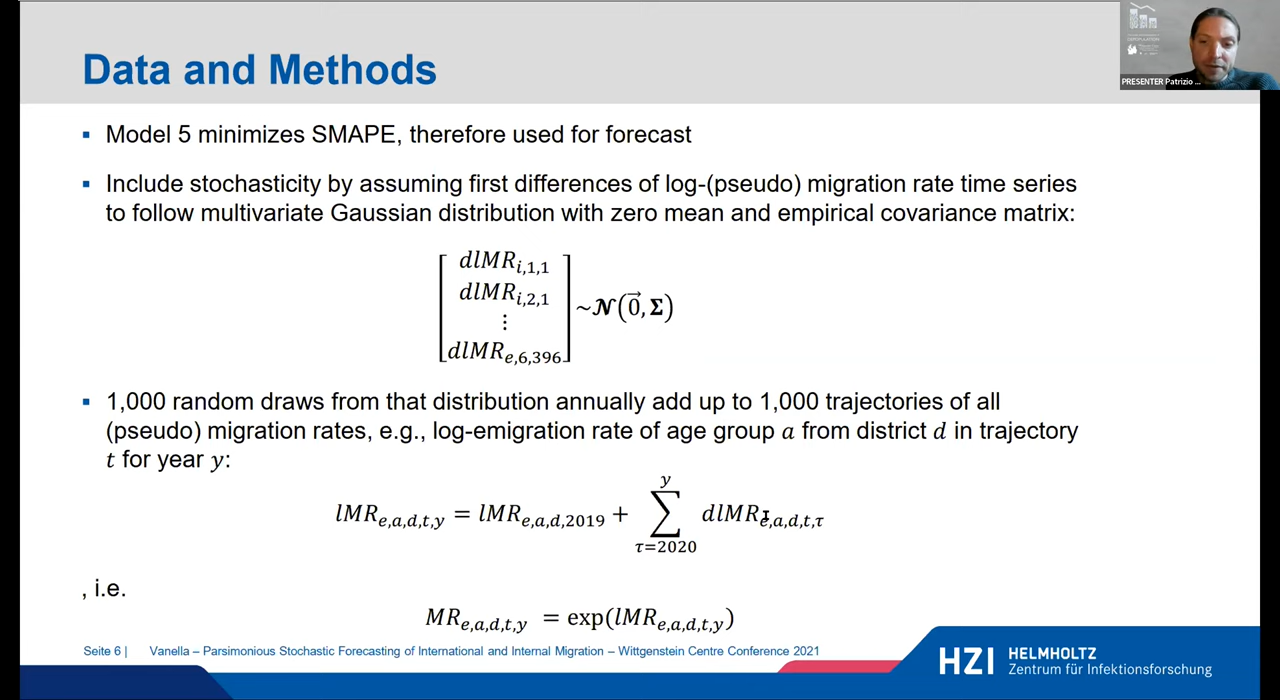 Data and Methods
PRESENTER Patrizio ...
▪ Model 5 minimizes SMAPE, therefore used for forecast
▪ Include stochasticity by assuming first differences of log-(pseudo) migration rate time series
to follow multivariate Gaussian distribution with zero mean and empirical covariance matrix:
[dlMR_{i,1,1}
dlMR_{i,2,1}
⋮
dlMR_{e,6,396}] ~𝓝(0⃗, Σ)
▪ 1,000 random draws from that distribution annually add up to 1,000 trajectories of all
(pseudo) migration rates, e.g., log-emigration rate of age group a from district d in trajectory
t for year y:
lMR_{e,a,d,t,y} = lMR_{e,a,d,2019} + ∑_{τ=2020}^{y} dlMR_{e,a,d,t,τ}
, i.e.
MR_{e,a,d,t,y} = exp(lMR_{e,a,d,t,y})
Seite 6 | Vanella – Parsimonious Stochastic Forecasting of International and Internal Migration – Wittgenstein Centre Conference 2021
HZI HELMHOLTZ
Zentrum für Infektionsforschung